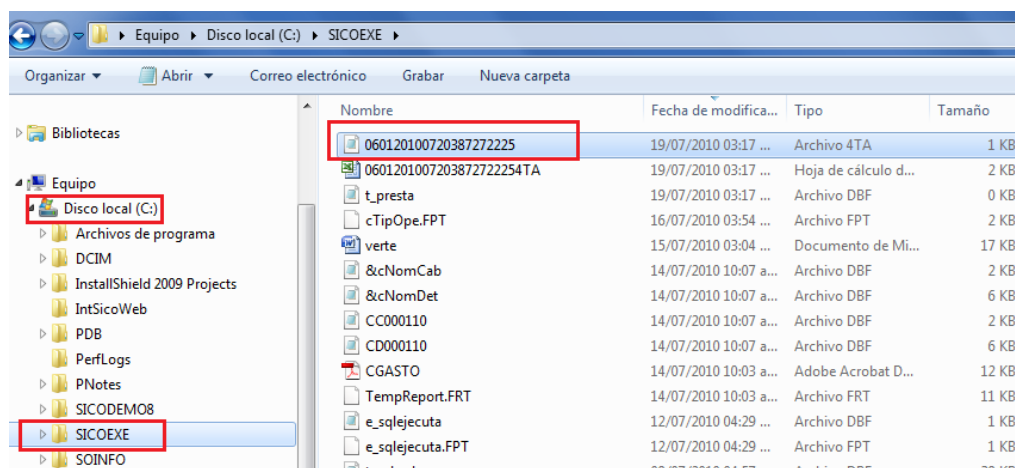 Equipo ▸ Disco local (C:) ▸ SICOEXE ▸
Organizar Abrir Correo electrónico Grabar Nueva carpeta
Nombre Fecha de modifica... Tipo Tamaño
Bibliotecas
Equipo
Disco local (C:)
Archivos de programa
DCIM
InstallShield 2009 Projects
IntSicoWeb
PDB
PerfLogs
PNotes
SICODEMO8
SICOEXE
SOINFO
060120100720387272225 19/07/2010 03:17 ... Archivo 4TA 1 KB
0601201007203872722254TA 19/07/2010 03:17 ... Hoja de cálculo d... 2 KB
t_presta 19/07/2010 03:17 ... Archivo DBF 0 KB
cTipOpe.FPT 16/07/2010 03:54 ... Archivo FPT 2 KB
verte 15/07/2010 03:04 ... Documento de Mi... 17 KB
&cNomCab 14/07/2010 10:07 a... Archivo DBF 2 KB
&cNomDet 14/07/2010 10:07 a... Archivo DBF 6 KB
CC000110 14/07/2010 10:07 a... Archivo DBF 2 KB
CD000110 14/07/2010 10:07 a... Archivo DBF 6 KB
CGASTO 14/07/2010 10:03 a... Adobe Acrobat D... 12 KB
TempReport.FRT 14/07/2010 10:03 a... Archivo FRT 11 KB
e_sqlejecuta 12/07/2010 04:29 ... Archivo DBF 1 KB
e_sqlejecuta.FPT 12/07/2010 04:29 ... Archivo FPT 1 KB